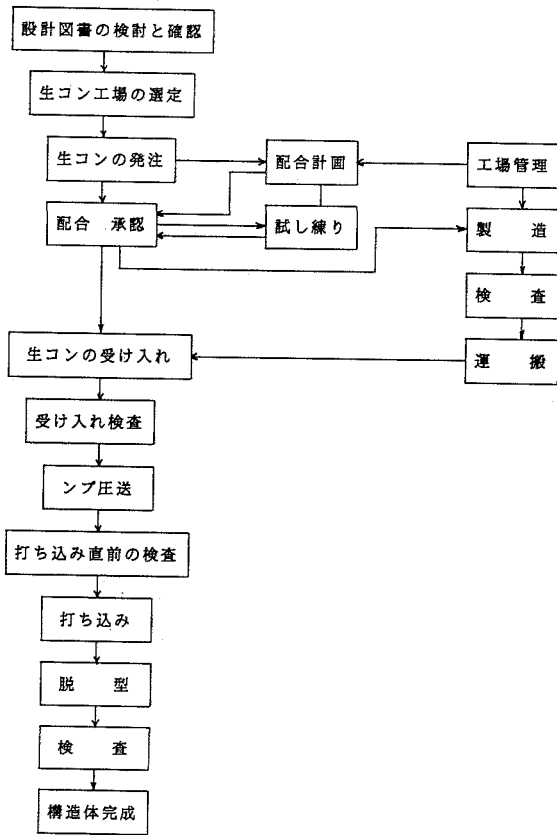 設計図書の検討と確認
生コン工場の選定
生コンの発注
配合計画
工場管理
配合 承認
試し練り
製 造
検 査
生コンの受け入れ
運 搬
受け入れ検査
ンプ圧送
打ち込み直前の検査
打ち込み
脱 型
検 査
構造体完成